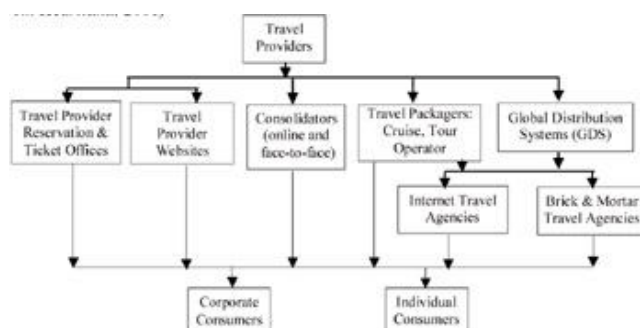 Travel
Providers
Travel Provider
Reservation &
Ticket Offices
Travel
Provider
Websites
Consolidators
(online and
face-to-face)
Travel Packagers:
Cruise, Tour
Operator
Global Distribution
Systems (GDS)
Internet Travel
Agencies
Brick & Mortar
Travel Agencies
Corporate
Consumers
Individual
Consumers